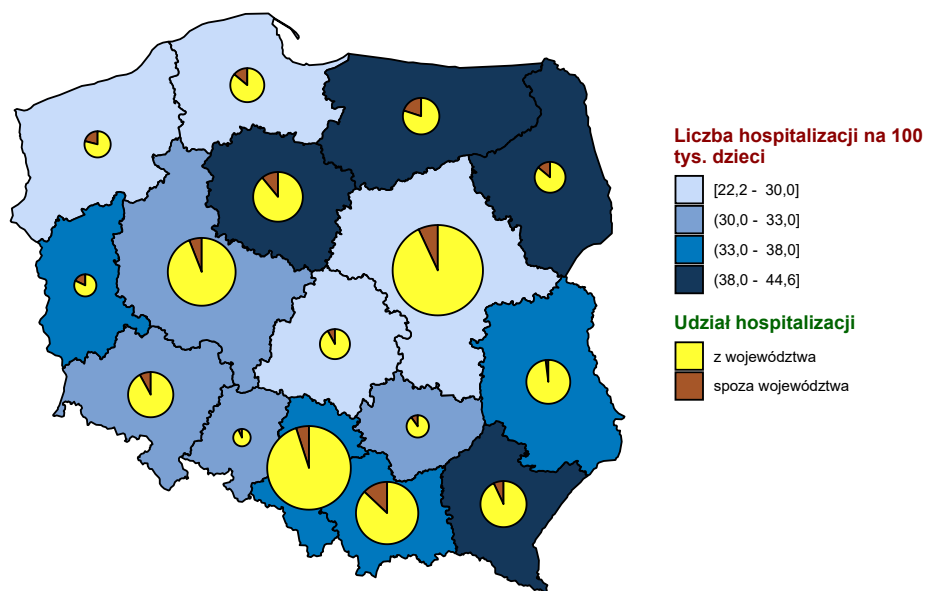 Liczba hospitalizacji na 100
tys. dzieci
[22,2 - 30,0]
(30,0 - 33,0]
(33,0 - 38,0]
(38,0 - 44,6]
Udział hospitalizacji
z województwa
spoza województwa